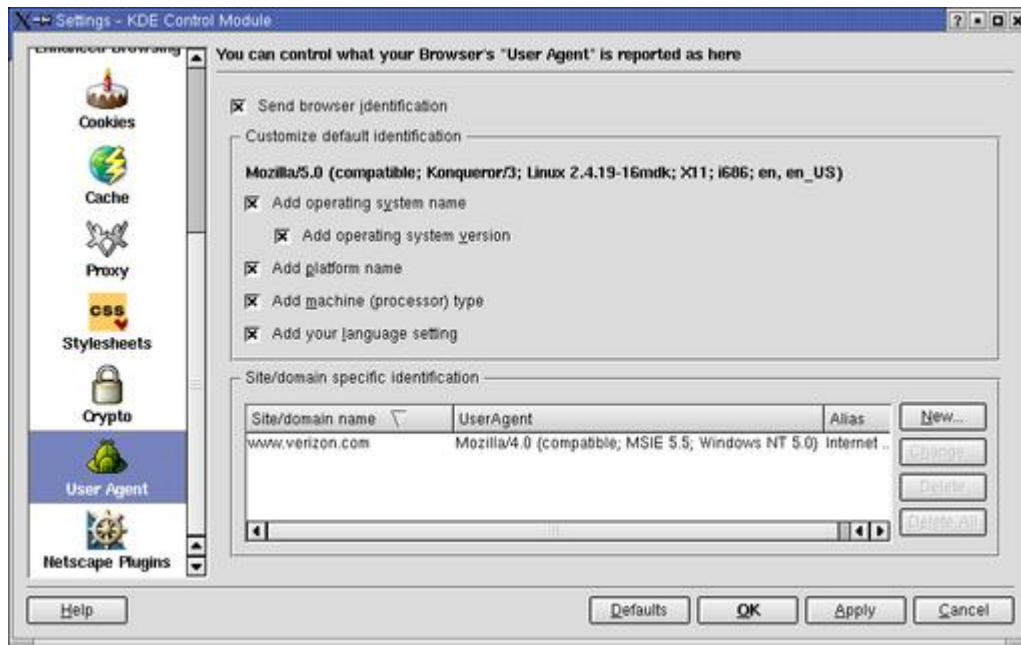 Settings - KDE Control Module
Enhanced Browsing
Cookies
Cache
Proxy
css
Stylesheets
Crypto
User Agent
Netscape Plugins
You can control what your Browser's "User Agent" is reported as here
Send browser identification
Customize default identification
Mozilla/5.0 (compatible; Konqueror/3; Linux 2.4.19-16mdk; X11; i686; en, en_US)
Add operating system name
Add operating system version
Add platform name
Add machine (processor) type
Add your language setting
Site/domain specific identification
Site/domain name UserAgent Alias
www.verizon.com Mozilla/4.0 (compatible; MSIE 5.5; Windows NT 5.0) Internet ..
New...
Change...
Delete
Delete All
Help Defaults OK Apply Cancel